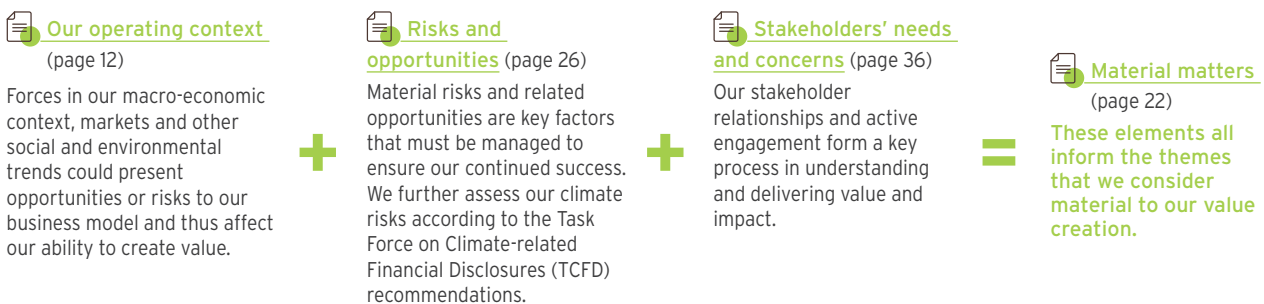 Our operating context
(page 12)
Forces in our macro-economic
context, markets and other
social and environmental
trends could present
opportunities or risks to our
business model and thus affect
our ability to create value.
+
Risks and
opportunities (page 26)
Material risks and related
opportunities are key factors
that must be managed to
ensure our continued success.
We further assess our climate
risks according to the Task
Force on Climate-related
Financial Disclosures (TCFD)
recommendations.
+
Stakeholders' needs
and concerns (page 36)
Our stakeholder
relationships and active
engagement form a key
process in understanding
and delivering value and
impact.
=
Material matters
(page 22)
These elements all
inform the themes
that we consider
material to our value
creation.